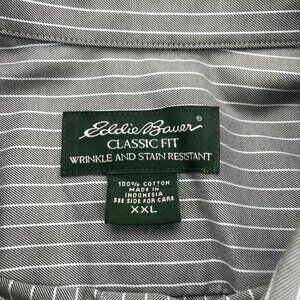 Eddie Bauer®
CLASSIC FIT
WRINKLE AND STAIN RESISTANT
100% COTTON
MADE IN
INDONESIA
SEE SIDE FOR CARE
XXL